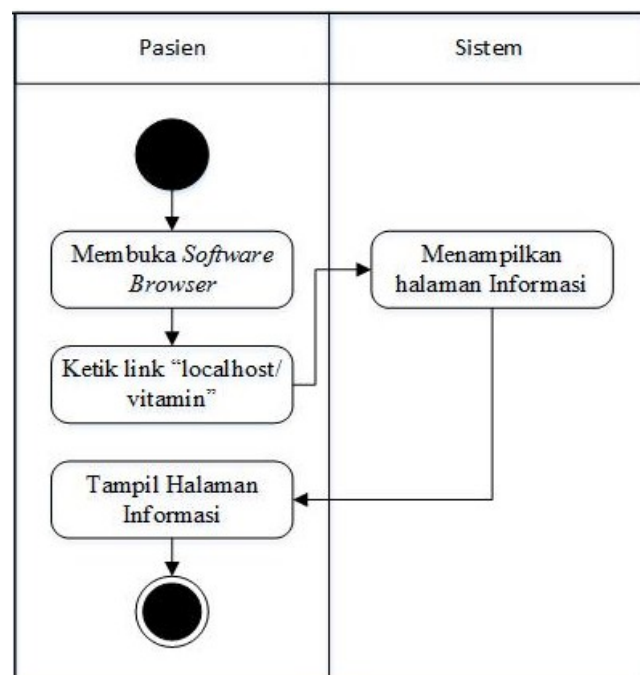 Pasien
Sistem
Membuka Software
Browser
Menampilkan
halaman Informasi
Ketik link “localhost/
vitamin”
Tampil Halaman
Informasi